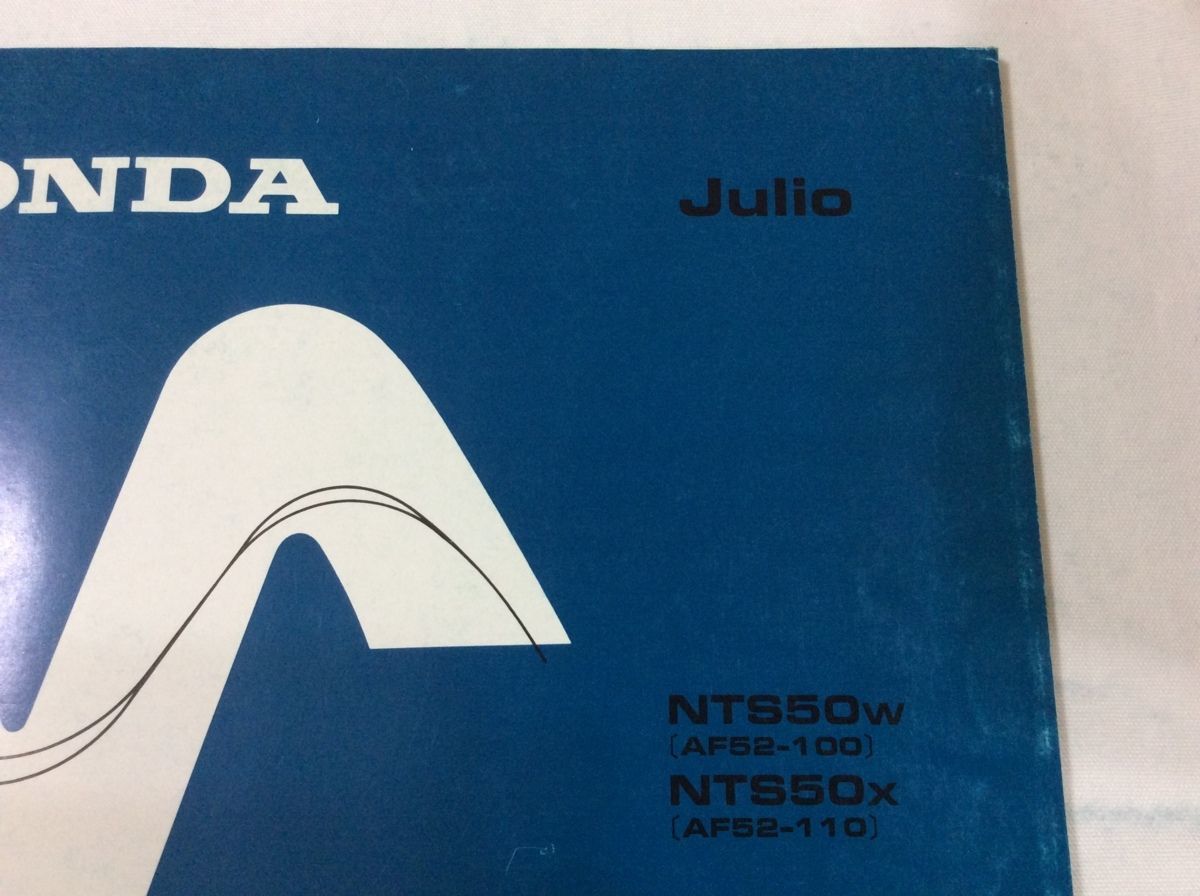 ONDA
Julio
NTS50W
[AF52-100]
NTS50X
[AF52-110]